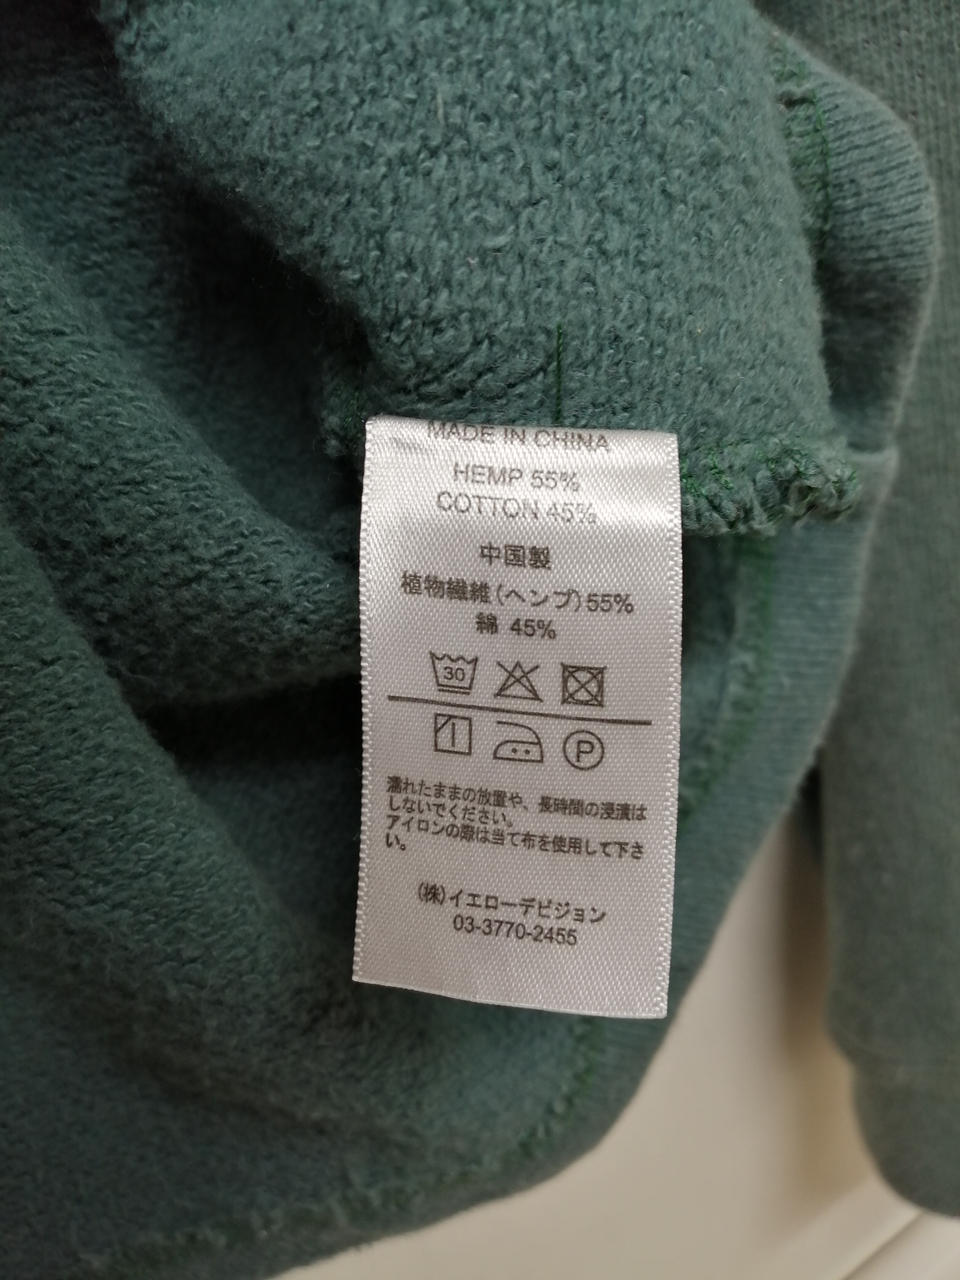 MADE IN CHINA
HEMP 55%
COTTON 45%
中国製
植物繊維(ヘンプ)55%
綿 45%
30
P
濡れたままの放置や、長時間の浸漬は
しないでください。
アイロンの際は当て布を使用して下さ
い。
(株)イエローデビジョン
03-3770-2455